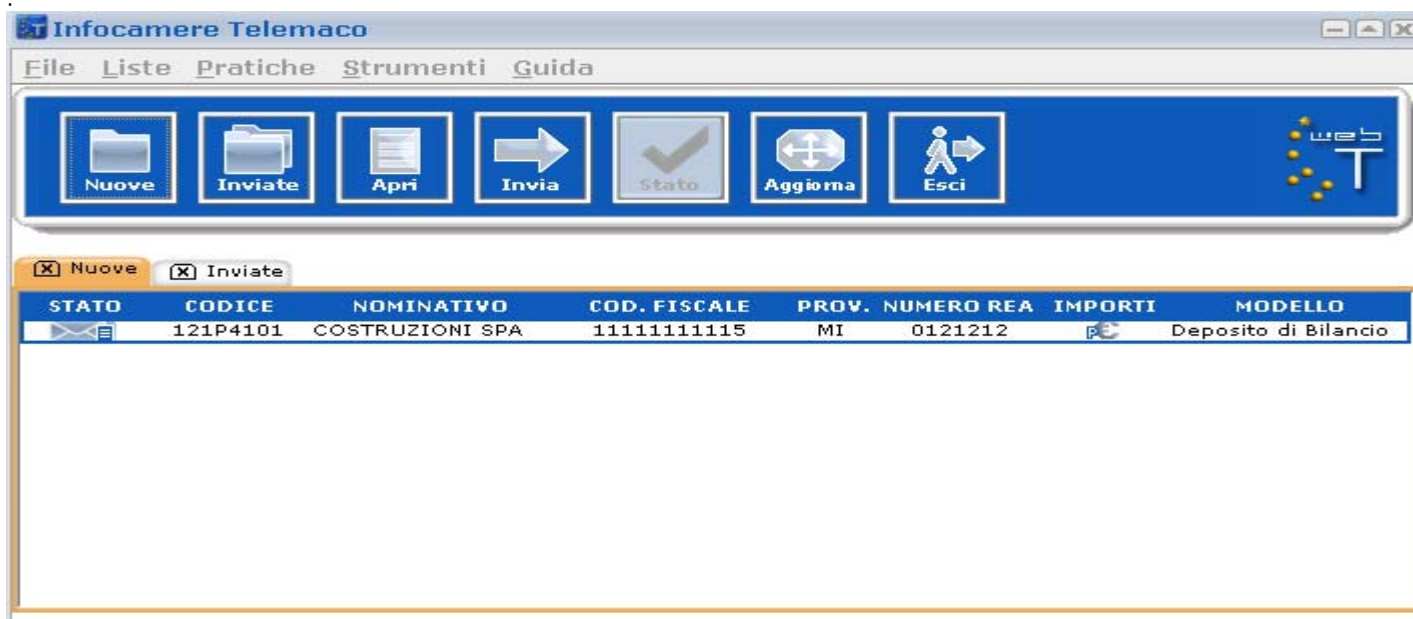 .
Infocamere Telemaco
File Liste Pratiche Strumenti Guida
Nuove Inviate Apri Invia Stato Aggiorna Esci
web
T
Nuove Inviate
STATO CODICE NOMINATIVO COD. FISCALE PROV. NUMERO REA IMPORTI MODELLO
121P4101 COSTRUZIONI SPA 11111111115 MI 0121212 P€ Deposito di Bilancio